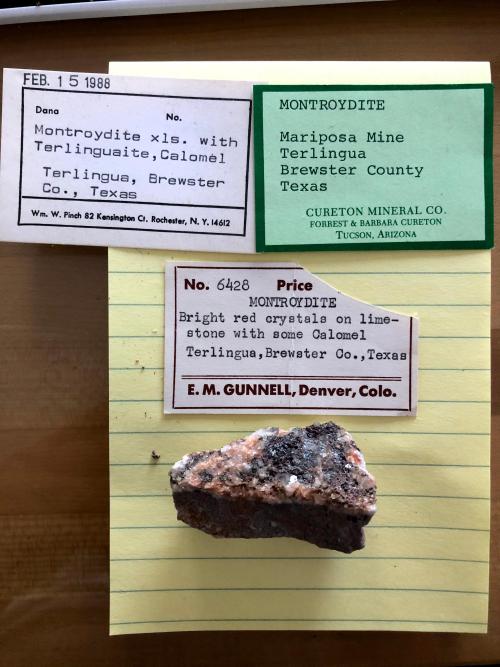 FEB. 15 1988
Dana No.
Montroydite xls. with
Terlinguaite, Calomel
Terlingua, Brewster
Co., Texas
Wm. W. Pinch 82 Kensington Ct. Rochester, N. Y. 14612
MONTROYDITE
Mariposa Mine
Terlingua
Brewster County
Texas
CURETON MINERAL CO.
FORREST & BARBARA CURETON
TUCSON, ARIZONA
No. 6428 Price
MONTROYDITE
Bright red crystals on lime-
stone with some Calomel
Terlingua,Brewster Co.,Texas
E. M. GUNNELL, Denver, Colo.